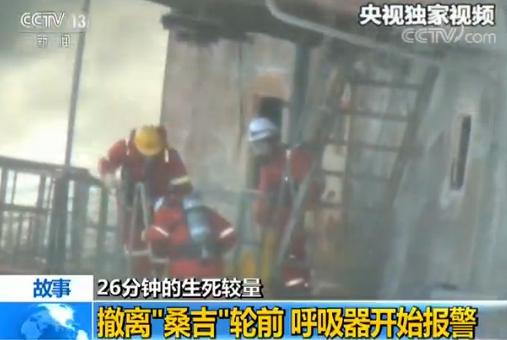 CCTV 13
新闻
央视独家视频
CCTV.com
故事
26分钟的生死较量
撤离"桑吉"轮前 呼吸器开始报警